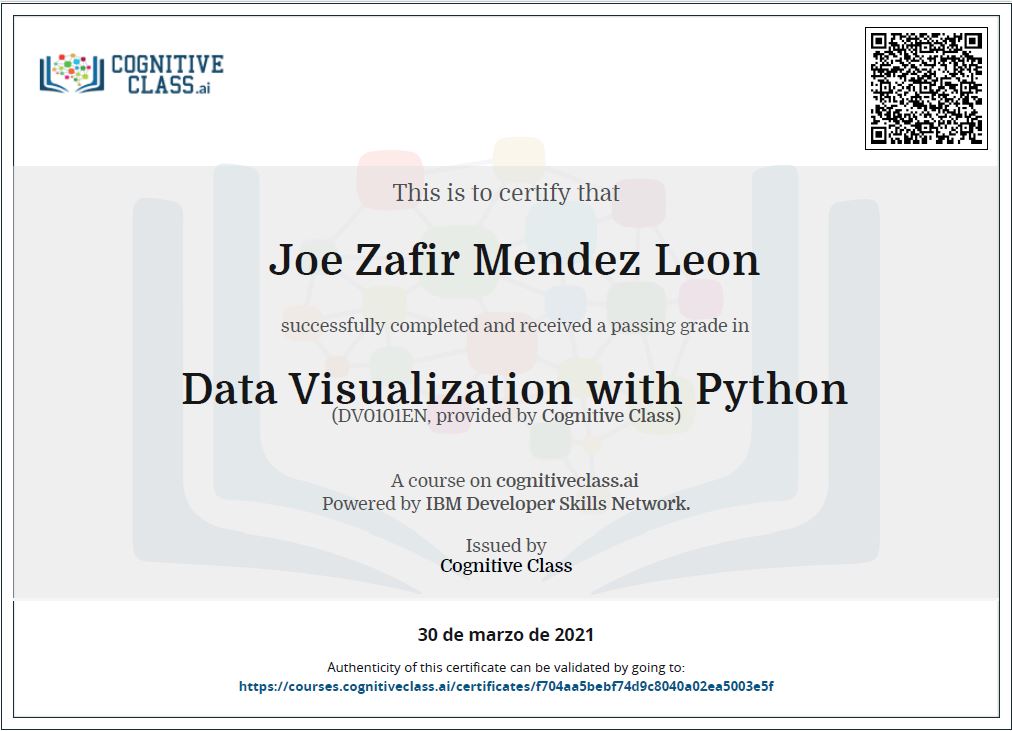 COGNITIVE
CLASS.ai
This is to certify that
Joe Zafir Mendez Leon
successfully completed and received a passing grade in
Data Visualization with Python
(DV0101EN, provided by Cognitive Class)
A course on cognitiveclass.ai
Powered by IBM Developer Skills Network.
Issued by
Cognitive Class
30 de marzo de 2021
Authenticity of this certificate can be validated by going to:
https://courses.cognitiveclass.ai/certificates/f704aa5bebf74d9c8040a02ea5003e5f